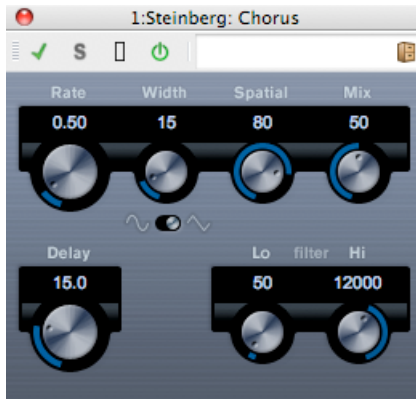 1:Steinberg: Chorus
S
Rate Width Spatial Mix
0.50 15 80 50
Delay Lo filter Hi
15.0 50 12000